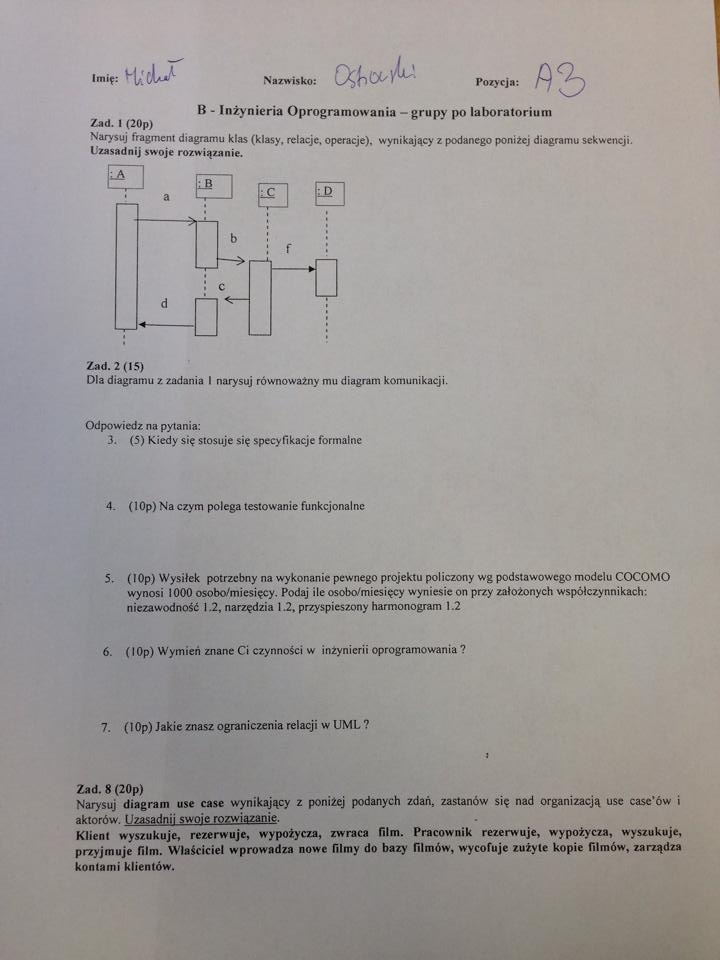 Imię: Michał Nazwisko: Pozycja: A3
B - Inżynieria Oprogramowania – grupy po laboratorium
Zad. 1 (20p)
Narysuj fragment diagramu klas (klasy, relacje, operacje), wynikający z podanego poniżej diagramu sekwencji.
Uzasadnij swoje rozwiązanie.
: A
: B
: C
: D
a
b
f
c
d
Zad. 2 (15)
Dla diagramu z zadania 1 narysuj równoważny mu diagram komunikacji.
Odpowiedz na pytania:
3. (5) Kiedy się stosuje się specyfikacje formalne
4. (10p) Na czym polega testowanie funkcjonalne
5. (10p) Wysiłek potrzebny na wykonanie pewnego projektu policzony wg podstawowego modelu COCOMO
wynosi 1000 osobo/miesięcy. Podaj ile osobo/miesięcy wyniesie on przy założonych współczynnikach:
niezawodność 1.2, narzędzia 1.2, przyspieszony harmonogram 1.2
6. (10p) Wymień znane Ci czynności w inżynierii oprogramowania ?
7. (10p) Jakie znasz ograniczenia relacji w UML ?
Zad. 8 (20p)
Narysuj diagram use case wynikający z poniżej podanych zdań, zastanów się nad organizacją use case'ów i
aktorów. Uzasadnij swoje rozwiązanie.
Klient wyszukuje, rezerwuje, wypożycza, zwraca film. Pracownik rezerwuje, wypożycza, wyszukuje,
przyjmuje film. Właściciel wprowadza nowe filmy do bazy filmów, wycofuje zużyte kopie filmów, zarządza
kontami klientów.